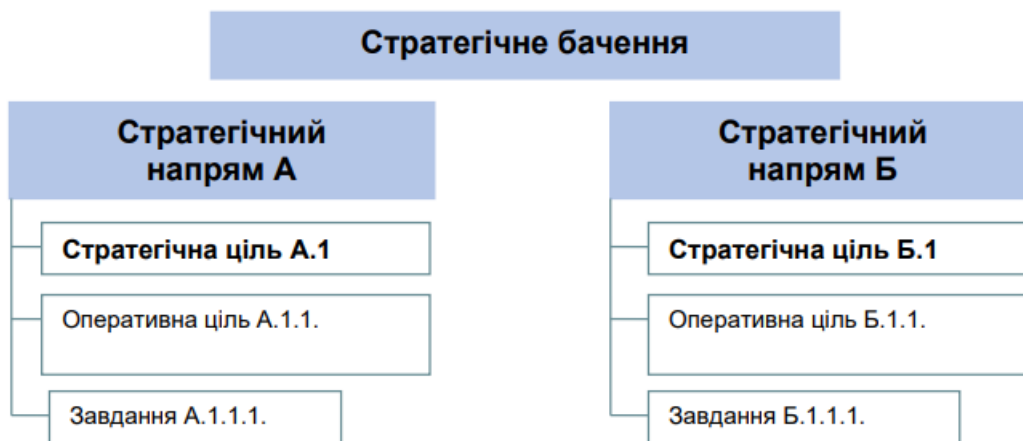 Стратегічне бачення
Стратегічний
напрям А
Стратегічна ціль А.1
Оперативна ціль А.1.1.
Завдання А.1.1.1.
Стратегічний
напрям Б
Стратегічна ціль Б.1
Оперативна ціль Б.1.1.
Завдання Б.1.1.1.